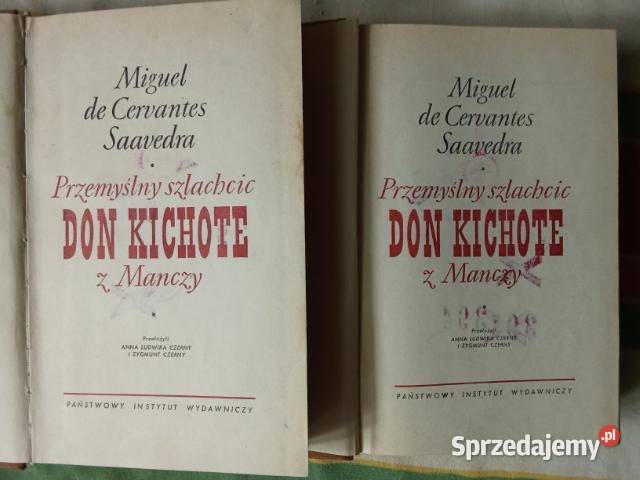 Miguel
de Cervantes
Saavedra
Przemyślny szlachcic
DON KICHOTE
z Manczy
Przełożyli
ANNA LUDWIKA CZERNY
i ZYGMUNT CZERNY
PAŃSTWOWY INSTYTUT WYDAWNICZY
Miguel
de Cervantes
Saavedra
Przemyślny szlachcic
DON KICHOTE
z Manczy
Przełożyli
ANNA LUDWIKA CZERNY
i ZYGMUNT CZERNY
PAŃSTWOWY INSTYTUT WYDAWNICZY
Sprzedajemy.pl